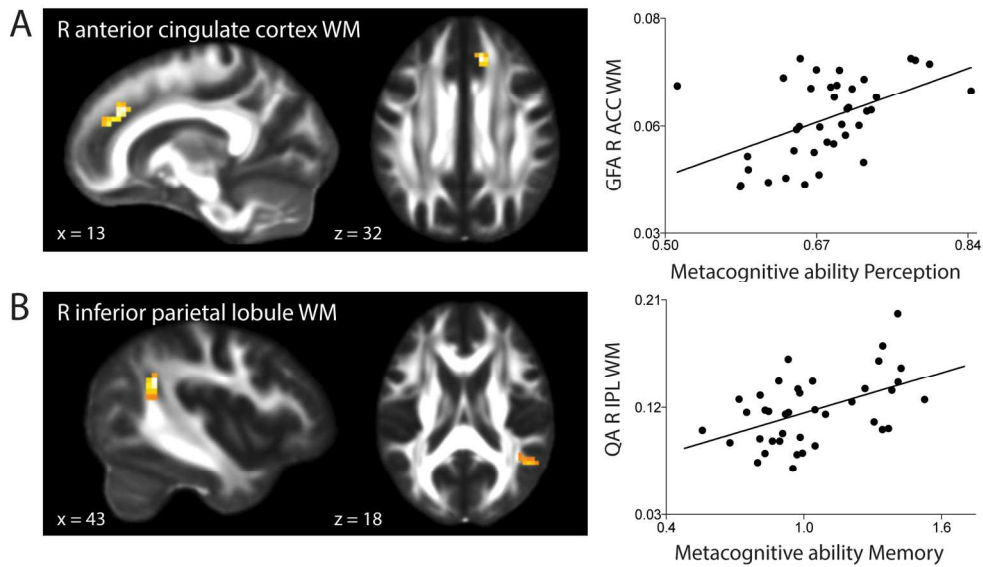 A
R anterior cingulate cortex WM
x = 13
z = 32
GFA R ACC WM
0.08
0.06
0.03
0.50
0.67
0.84
Metacognitive ability Perception
B
R inferior parietal lobule WM
x = 43
z = 18
QA R IPL WM
0.21
0.12
0.03
0.4
1.0
1.6
Metacognitive ability Memory